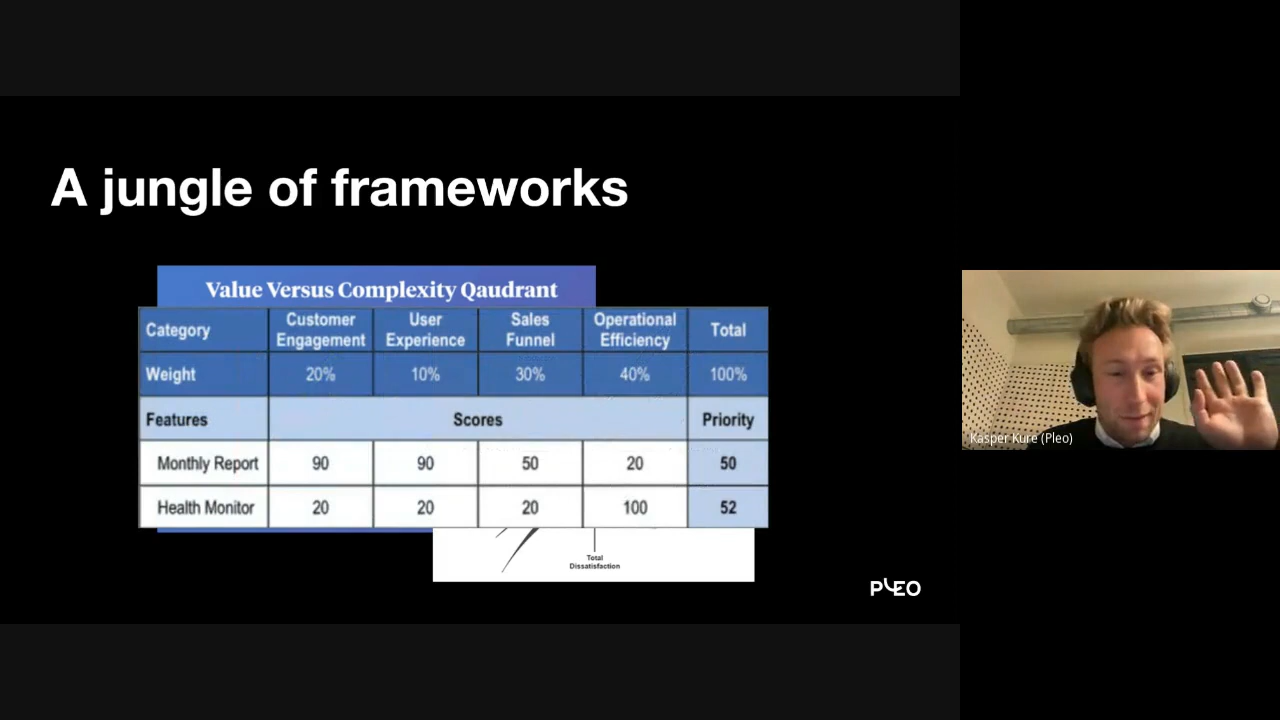 A jungle of frameworks
Value Versus Complexity Qaudrant
Category Customer Engagement User Experience Sales Funnel Operational Efficiency Total
Weight 20% 10% 30% 40% 100%
Features Scores Priority
Monthly Report 90 90 50 20 50
Health Monitor 20 20 20 100 52
Total
Dissatisfaction
PLEO
Kasper Kure (Pleo)